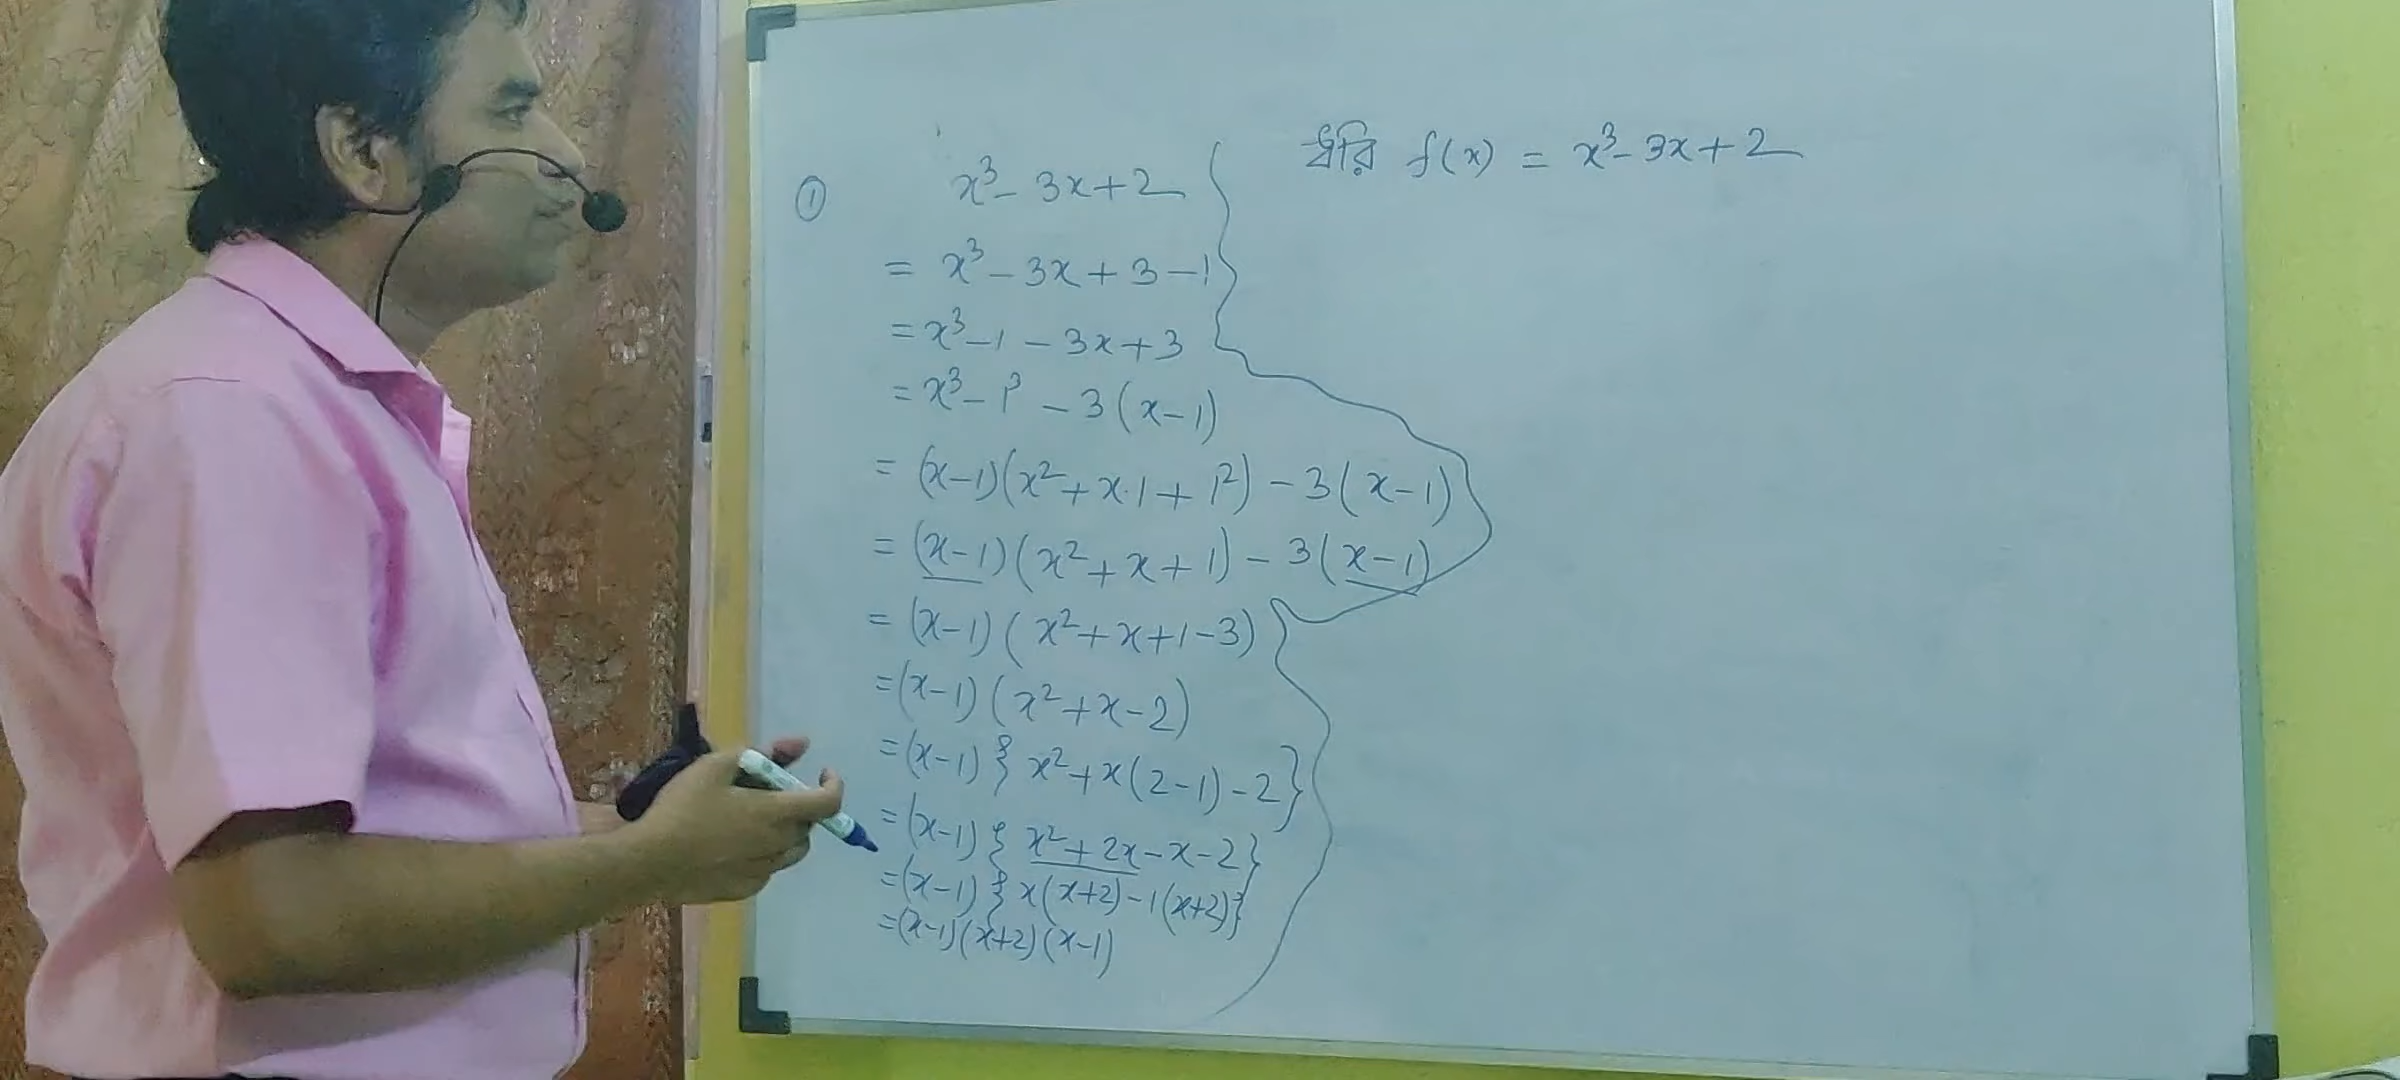 ① x³ - 3x + 2
= x³ - 3x + 3 - 1
= x³ - 1 - 3x + 3
= x³ - 1³ - 3(x - 1)
= (x-1)(x² + x.1 + 1²) - 3(x - 1)
= (x-1)(x² + x + 1) - 3(x-1)
= (x-1)(x² + x + 1 - 3)
= (x-1)(x² + x - 2)
= (x-1){x² + x(2-1) - 2}
= (x-1){x² + 2x - x - 2}
= (x-1){x(x+2) - 1(x+2)}
= (x-1)(x+2)(x-1)
ধরি f(x) = x³ - 3x + 2